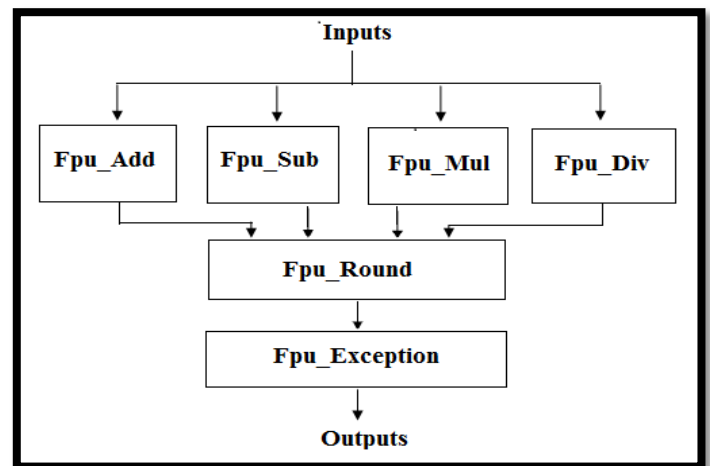 Inputs
Fpu_Add Fpu_Sub Fpu_Mul Fpu_Div
Fpu_Round
Fpu_Exception
Outputs